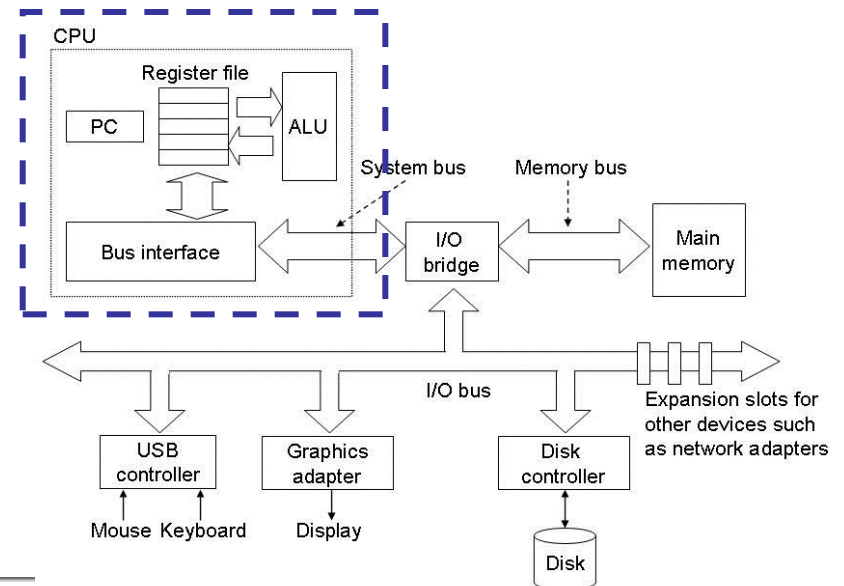 CPU
Register file
PC
ALU
System bus
Memory bus
Bus interface
I/O
bridge
Main
memory
I/O bus
Expansion slots for
other devices such
as network adapters
USB
controller
Graphics
adapter
Disk
controller
Mouse Keyboard
Display
Disk